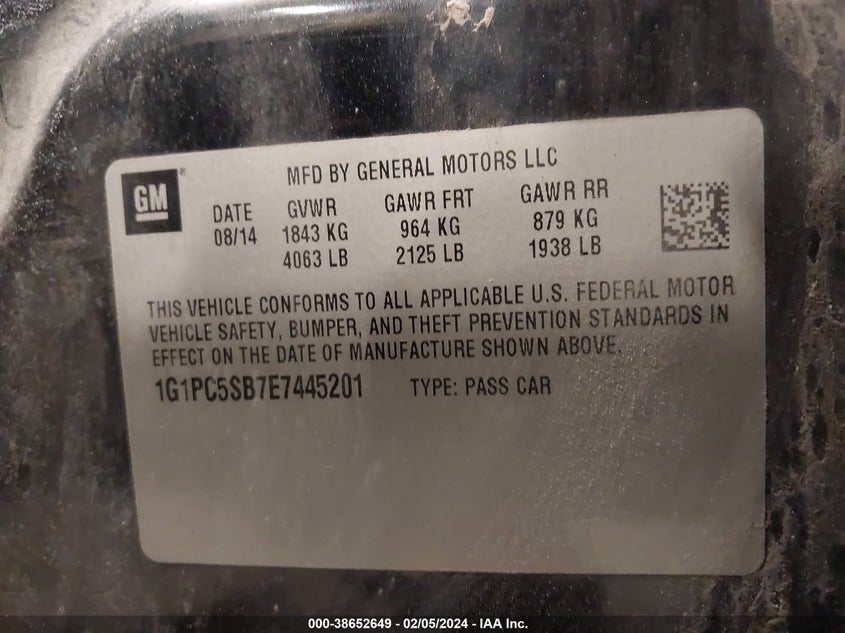 MFD BY GENERAL MOTORS LLC
GM®
DATE GVWR GAWR FRT GAWR RR
08/14 1843 KG 964 KG 879 KG
4063 LB 2125 LB 1938 LB
THIS VEHICLE CONFORMS TO ALL APPLICABLE U.S. FEDERAL MOTOR
VEHICLE SAFETY, BUMPER, AND THEFT PREVENTION STANDARDS IN
EFFECT ON THE DATE OF MANUFACTURE SHOWN ABOVE.
1G1PC5SB7E7445201 TYPE: PASS CAR
000-38652649 / 02/05/2024 - IAA Inc.